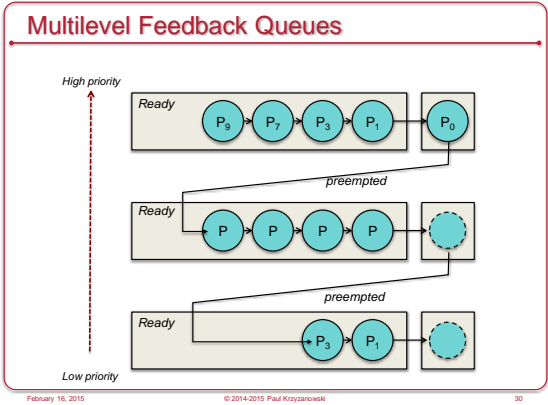 Multilevel Feedback Queues
High priority
Ready
P9 P7 P3 P1 P0
preempted
Ready
P P P P
preempted
Ready
P3 P1
Low priority
February 16, 2015 © 2014-2015 Paul Krzyzanowski 30